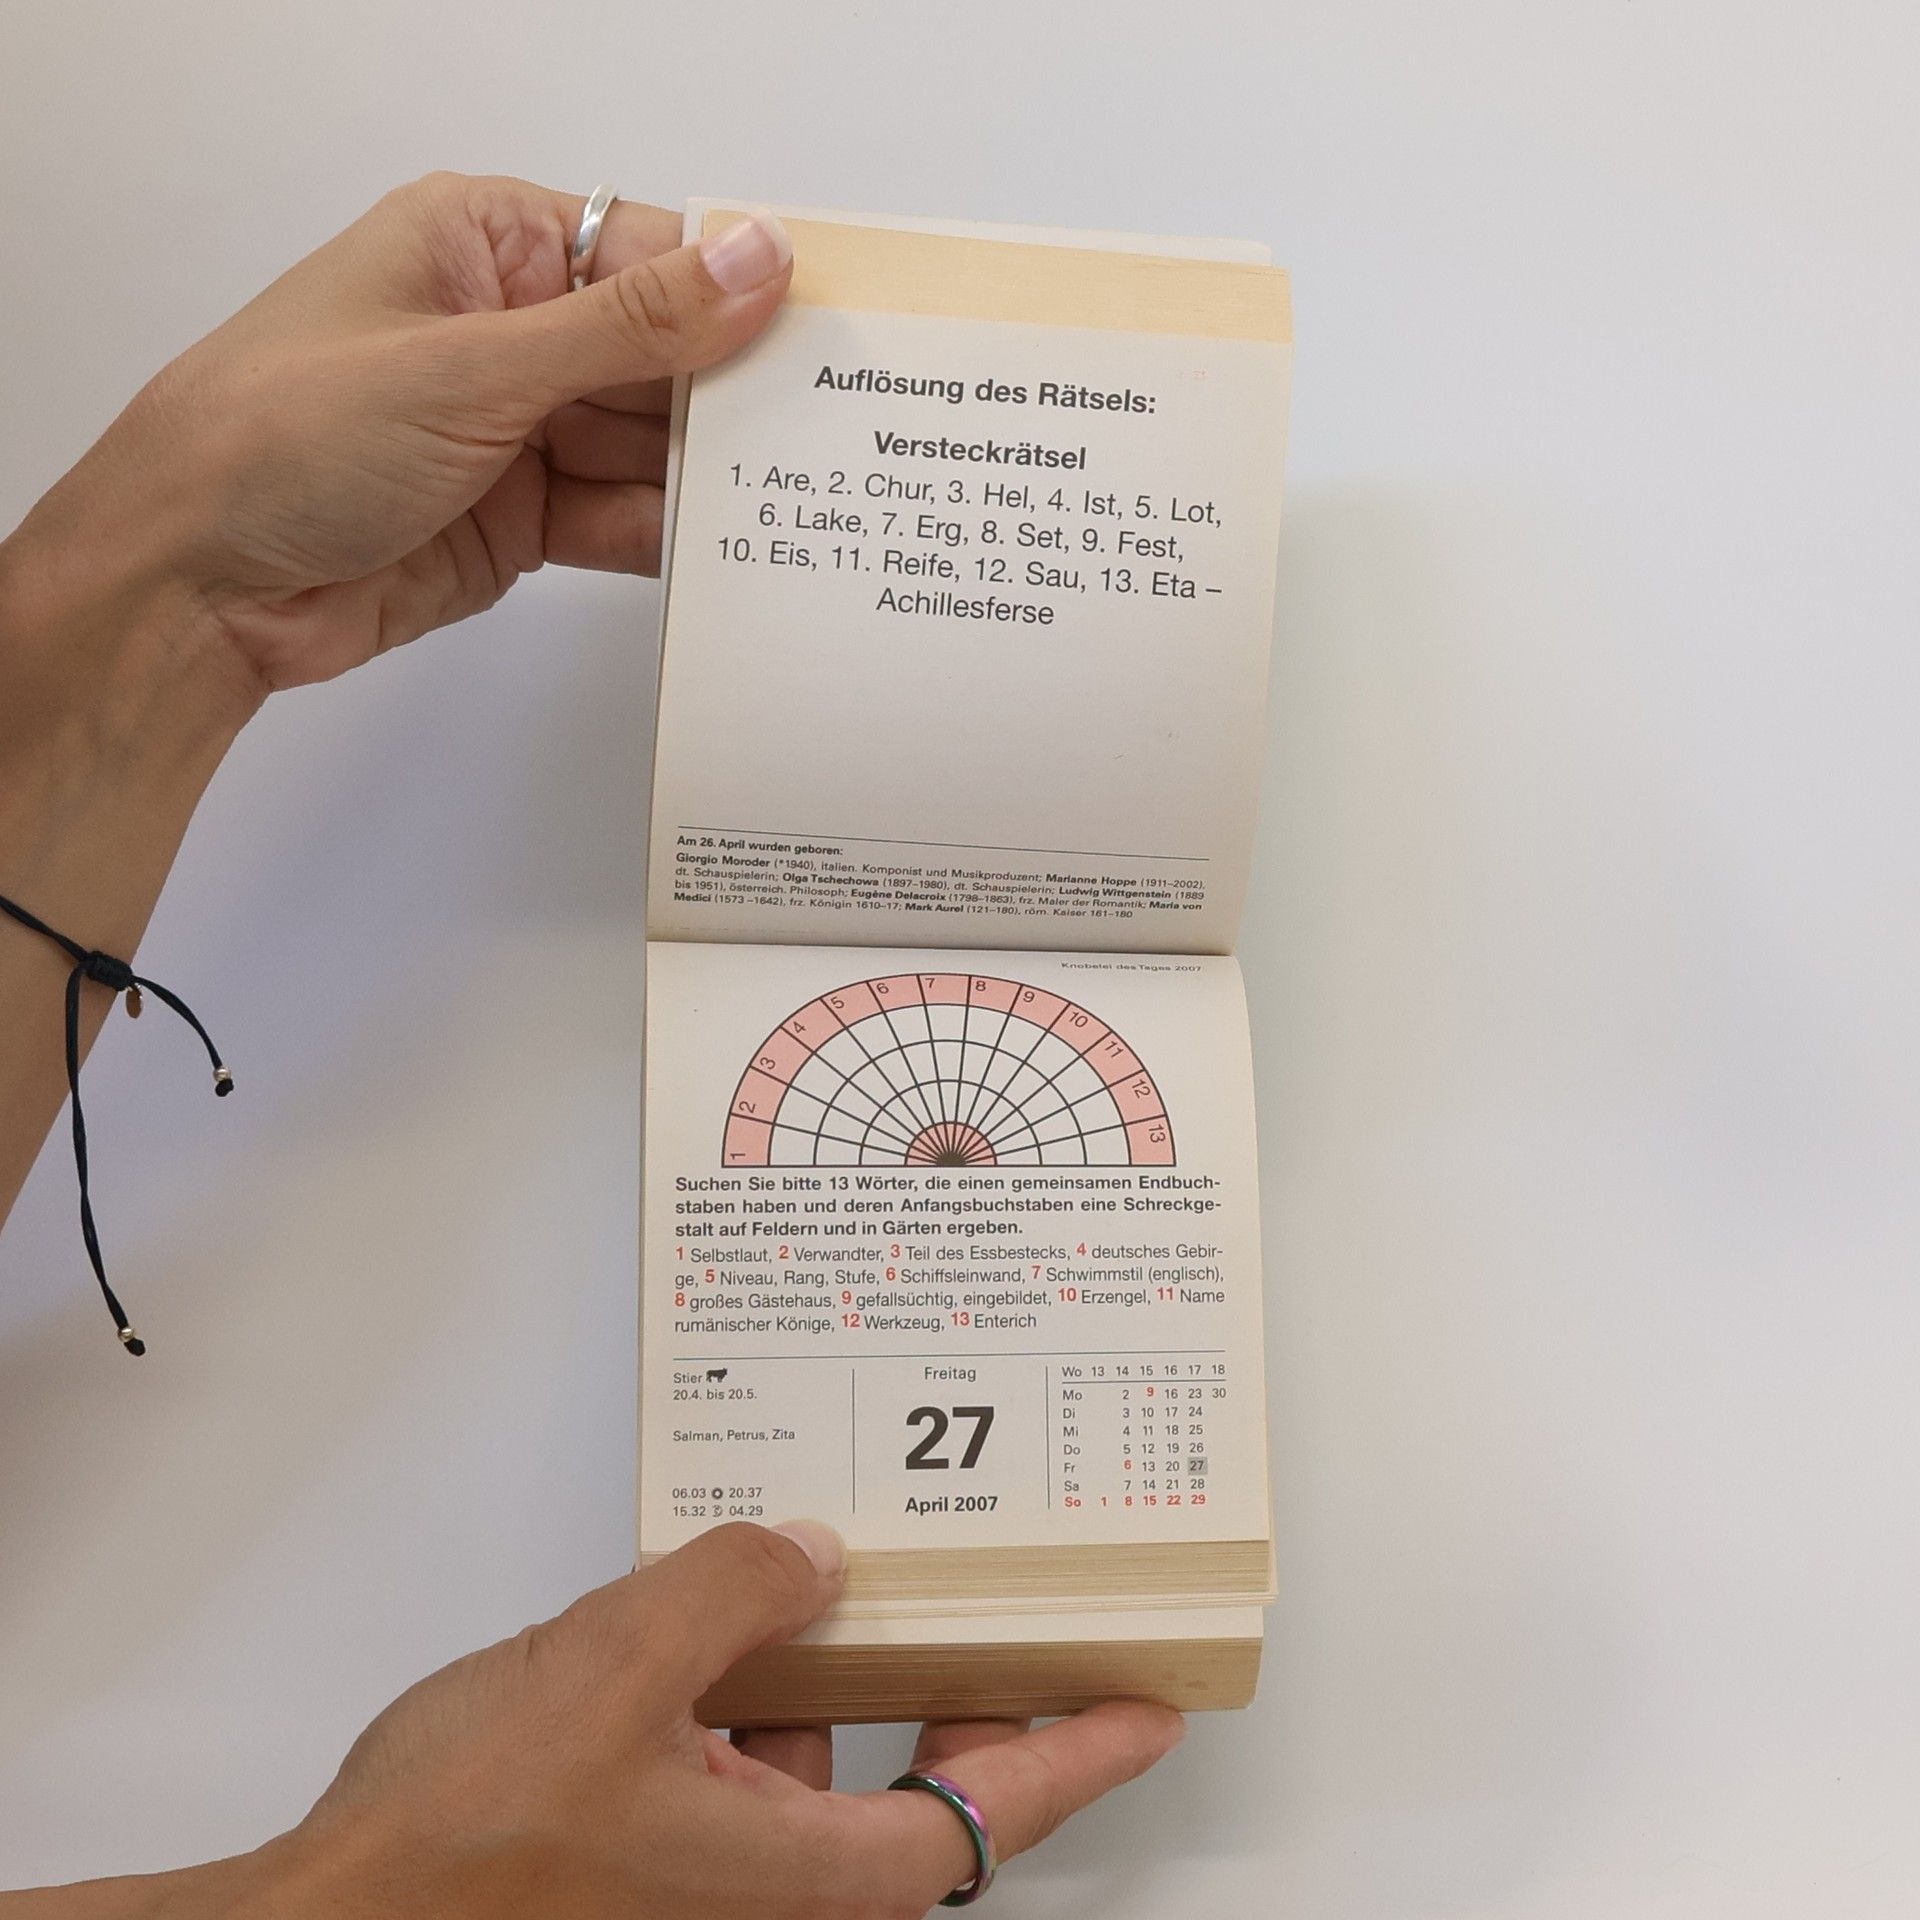 Auflösung des Rätsels:
Versteckrätsel
1. Are, 2. Chur, 3. Hel, 4. Ist, 5. Lot,
6. Lake, 7. Erg, 8. Set, 9. Fest,
10. Eis, 11. Reife, 12. Sau, 13. Eta –
Achillesferse
Am 26. April wurden geboren:
Giorgio Moroder (*1940), italien. Komponist und Musikproduzent; Marianne Hoppe (1911–2002),
dt. Schauspielerin; Olga Tschechowa (1897–1980), dt. Schauspielerin; Ludwig Wittgenstein (1889
bis 1951), österreich. Philosoph; Eugène Delacroix (1798–1863), frz. Maler der Romantik; Maria von
Medici (1573–1642), frz. Königin 1610–17; Mark Aurel (121–180), röm. Kaiser 161–180
Knobelei des Tages 2007
1 2 3 4 5 6 7 8 9 10 11 12 13
Suchen Sie bitte 13 Wörter, die einen gemeinsamen Endbuch-
staben haben und deren Anfangsbuchstaben eine Schreckge-
stalt auf Feldern und in Gärten ergeben.
1 Selbstlaut, 2 Verwandter, 3 Teil des Essbestecks, 4 deutsches Gebir-
ge, 5 Niveau, Rang, Stufe, 6 Schiffsleinwand, 7 Schwimmstil (englisch),
8 großes Gästehaus, 9 gefallsüchtig, eingebildet, 10 Erzengel, 11 Name
rumänischer Könige, 12 Werkzeug, 13 Enterich
Stier
20.4. bis 20.5.
Salman, Petrus, Zita
06.03 20.37
15.32 04.29
Freitag
27
April 2007
Wo 13 14 15 16 17 18
Mo 2 9 16 23 30
Di 3 10 17 24
Mi 4 11 18 25
Do 5 12 19 26
Fr 6 13 20 27
Sa 7 14 21 28
So 1 8 15 22 29